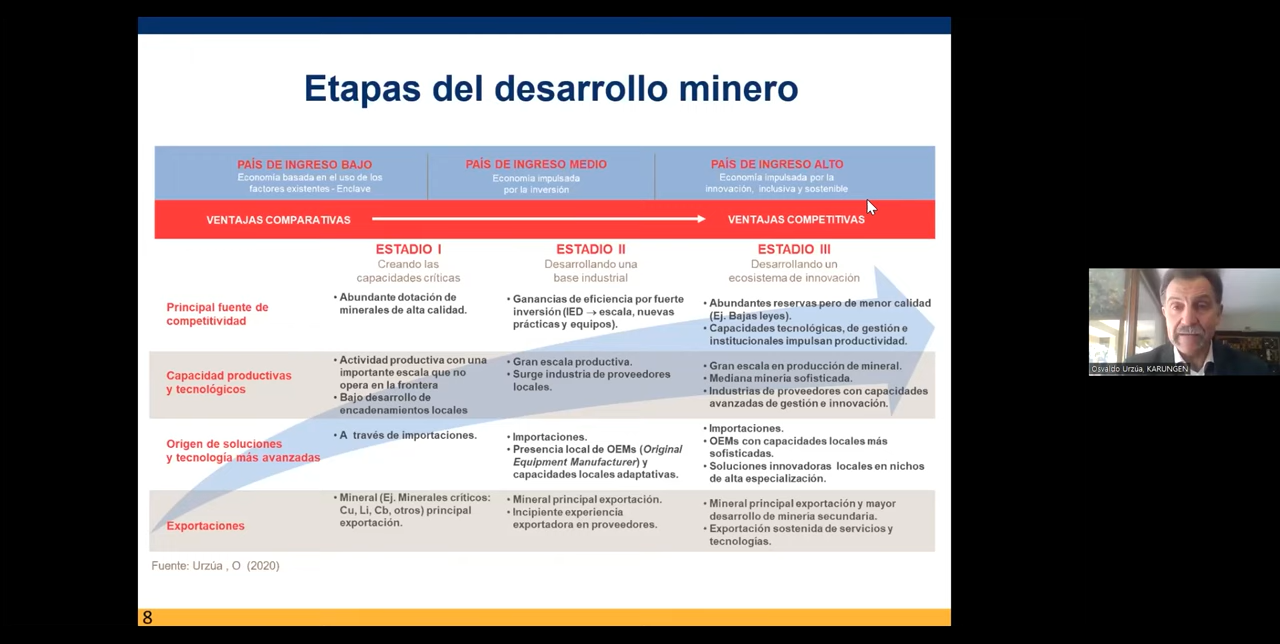 Etapas del desarrollo minero
PAÍS DE INGRESO BAJO
Economía basada en el uso de los
factores existentes - Enclave
PAÍS DE INGRESO MEDIO
Economía impulsada
por la inversión
PAÍS DE INGRESO ALTO
Economía impulsada por la
innovación, inclusiva y sostenible
VENTAJAS COMPARATIVAS
VENTAJAS COMPETITIVAS
ESTADIO I
Creando las
capacidades críticas
ESTADIO II
Desarrollando una
base industrial
ESTADIO III
Desarrollando un
ecosistema de innovación
Principal fuente de
competitividad
• Abundante dotación de
minerales de alta calidad.
• Ganancias de eficiencia por fuerte
inversión (IED → escala, nuevas
prácticas y equipos).
• Abundantes reservas pero de menor calidad
(Ej. Bajas leyes).
• Capacidades tecnológicas, de gestión e
institucionales impulsan productividad.
Capacidad productivas
y tecnológicos
• Actividad productiva con una
importante escala que no
opera en la frontera
• Bajo desarrollo de
encadenamientos locales
• Gran escala productiva.
• Surge industria de proveedores
locales.
• Gran escala en producción de mineral.
• Mediana minería sofisticada.
• Industrias de proveedores con capacidades
avanzadas de gestión e innovación.
Origen de soluciones
y tecnología más avanzadas
• A través de importaciones.
• Importaciones.
• Presencia local de OEMs (Original
Equipment Manufacturer) y
capacidades locales adaptativas.
• Importaciones.
• OEMs con capacidades locales más
sofisticadas.
• Soluciones innovadoras locales en nichos
de alta especialización.
Exportaciones
• Mineral (Ej. Minerales críticos:
Cu, Li, Cb, otros) principal
exportación.
• Mineral principal exportación.
• Incipiente experiencia
exportadora en proveedores.
• Mineral principal exportación y mayor
desarrollo de minería secundaria.
• Exportación sostenida de servicios y
tecnologías.
Fuente: Urzúa , O (2020)
8
Osvaldo Urzúa, KARUNGEN